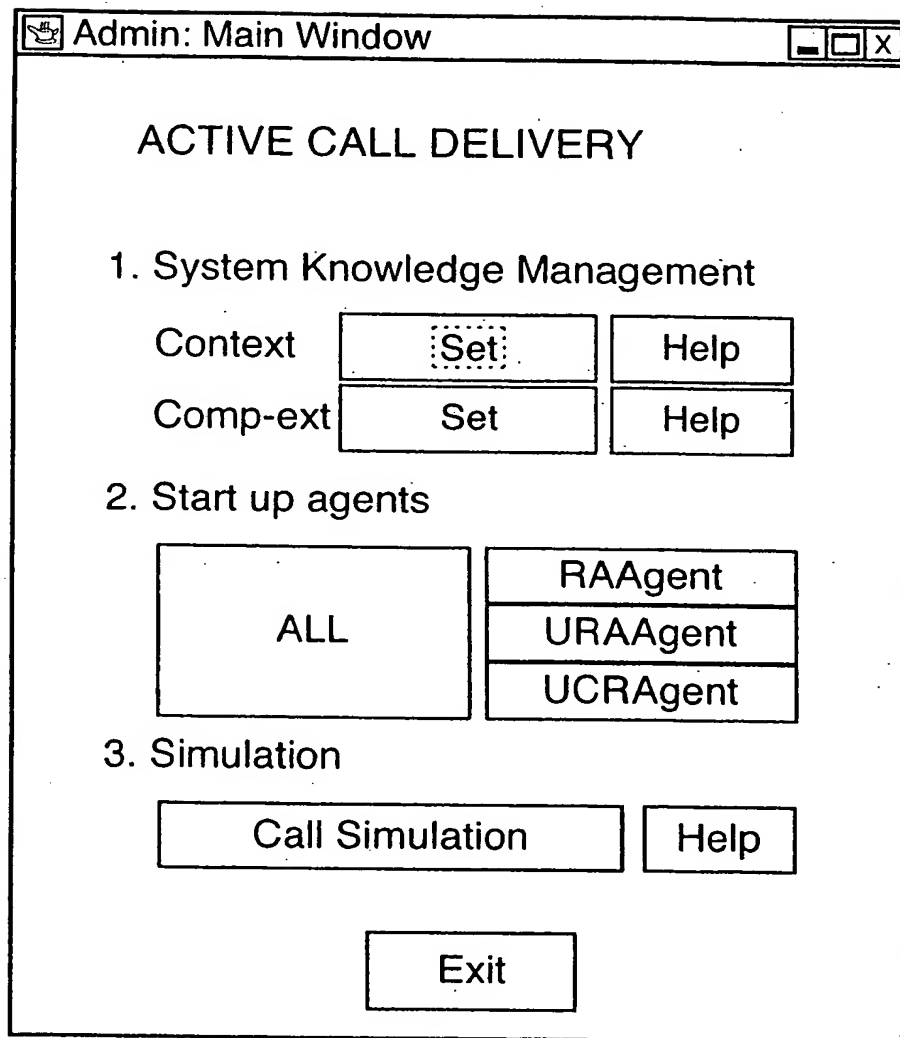 Admin: Main Window
X
ACTIVE CALL DELIVERY
1. System Knowledge Management
Context Set Help
Comp-ext Set Help
2. Start up agents
ALL
RAAgent
URAAgent
UCRAgent
3. Simulation
Call Simulation Help
Exit